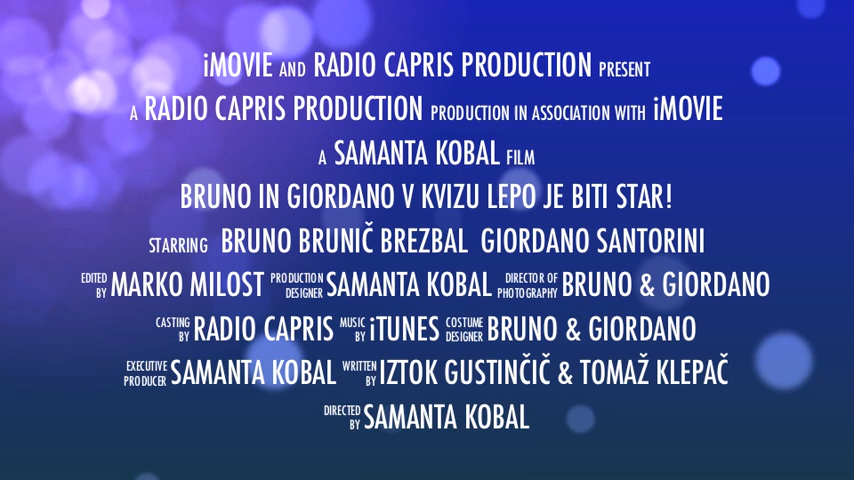 iMOVIE AND RADIO CAPRIS PRODUCTION PRESENT
A RADIO CAPRIS PRODUCTION PRODUCTION IN ASSOCIATION WITH iMOVIE
A SAMANTA KOBAL FILM
BRUNO IN GIORDANO V KVIZU LEPO JE BITI STAR!
STARRING BRUNO BRUNIČ BREZBAL GIORDANO SANTORINI
EDITED BY MARKO MILOST PRODUCTION DESIGNER SAMANTA KOBAL DIRECTOR OF PHOTOGRAPHY BRUNO & GIORDANO
CASTING BY RADIO CAPRIS MUSIC BY iTUNES COSTUME DESIGNER BRUNO & GIORDANO
EXECUTIVE PRODUCER SAMANTA KOBAL WRITTEN BY IZTOK GUSTINČIČ & TOMAŽ KLEPAČ
DIRECTED BY SAMANTA KOBAL